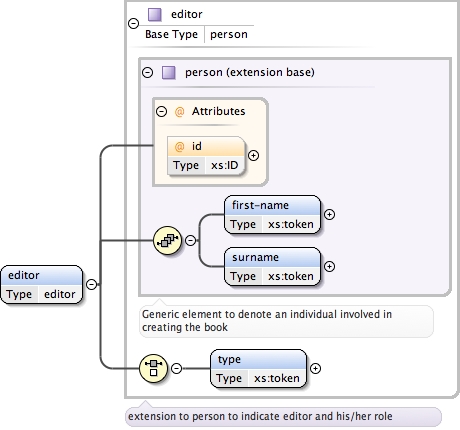 editor
Base Type person
person (extension base)
@ Attributes
@ id
Type xs:ID
first-name
Type xs:token
surname
Type xs:token
editor
Type editor
Generic element to denote an individual involved in
creating the book
type
Type xs:token
extension to person to indicate editor and his/her role